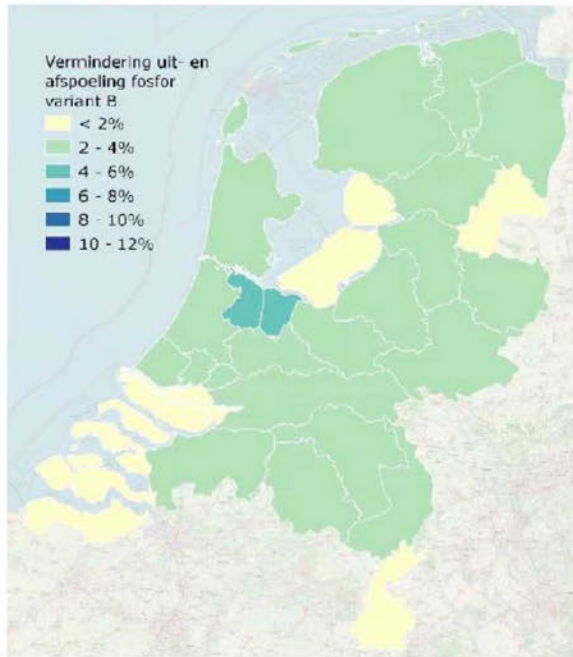 Vermindering uit- en
afspoeling fosfor
variant B
< 2%
2 - 4%
4 - 6%
6 - 8%
8 - 10%
10 - 12%